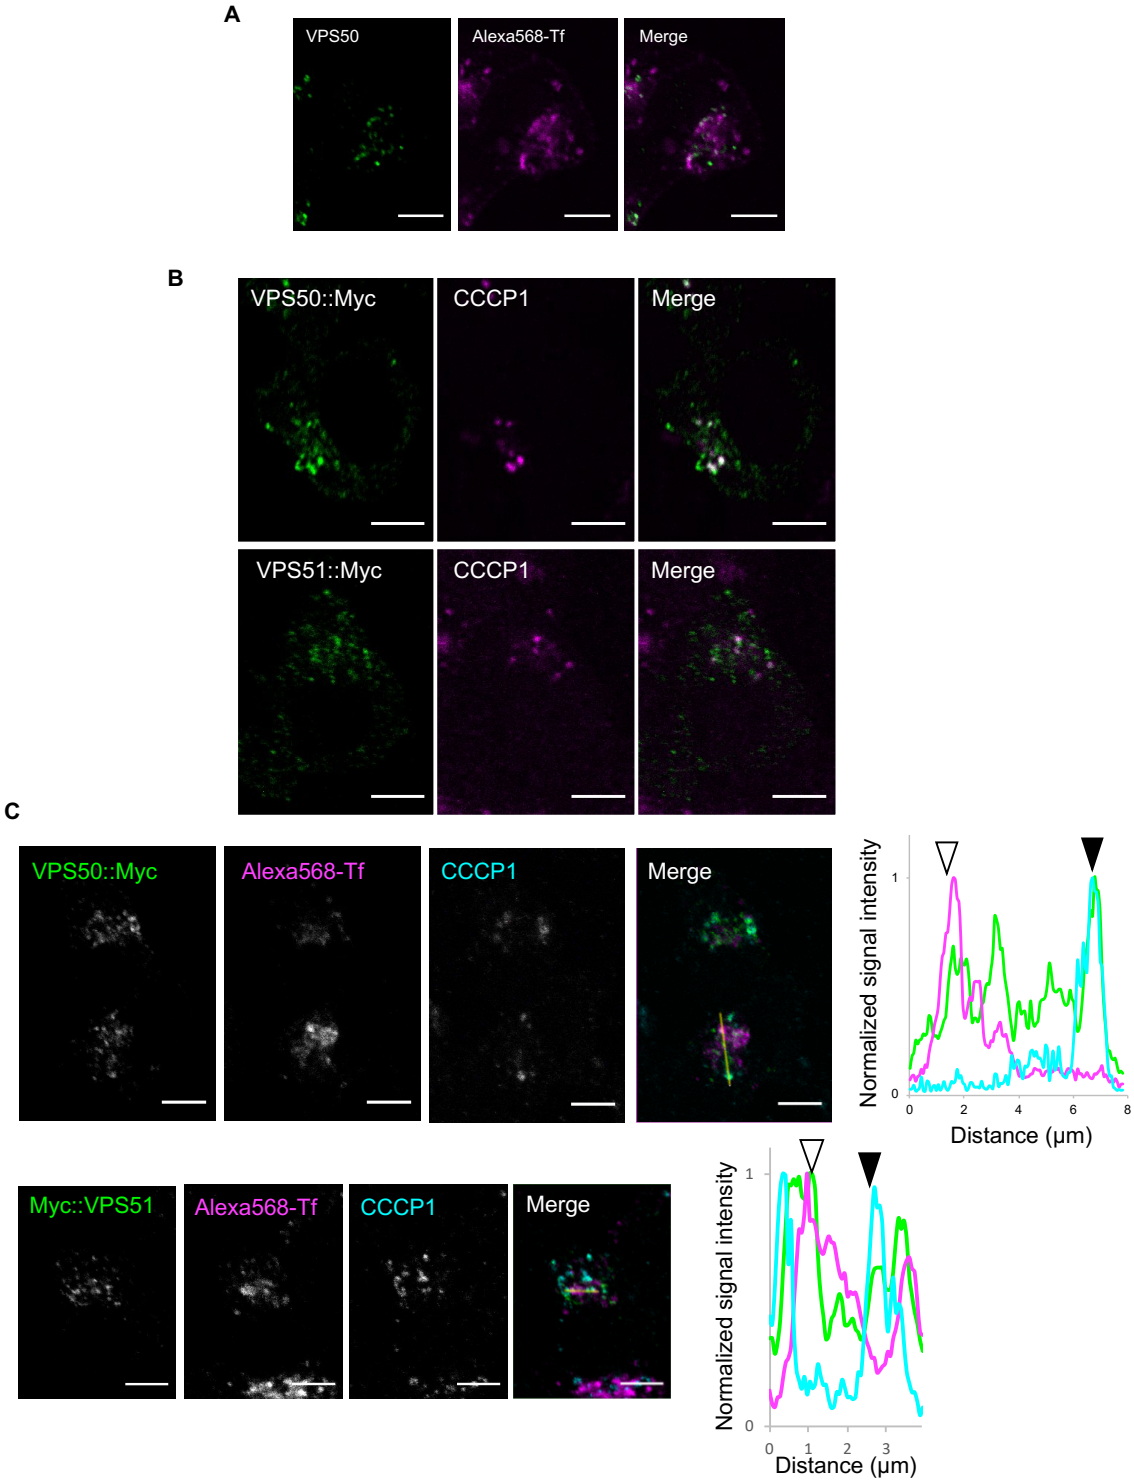 A
VPS50
Alexa568-Tf
Merge
B
VPS50::Myc
CCCP1
Merge
VPS51::Myc
CCCP1
Merge
C
VPS50::Myc
Alexa568-Tf
CCCP1
Merge
Normalized signal intensity
1
0
0 2 4 6 8
Distance (µm)
Myc::VPS51
Alexa568-Tf
CCCP1
Merge
Normalized signal intensity
1
0
0 1 2 3
Distance (µm)